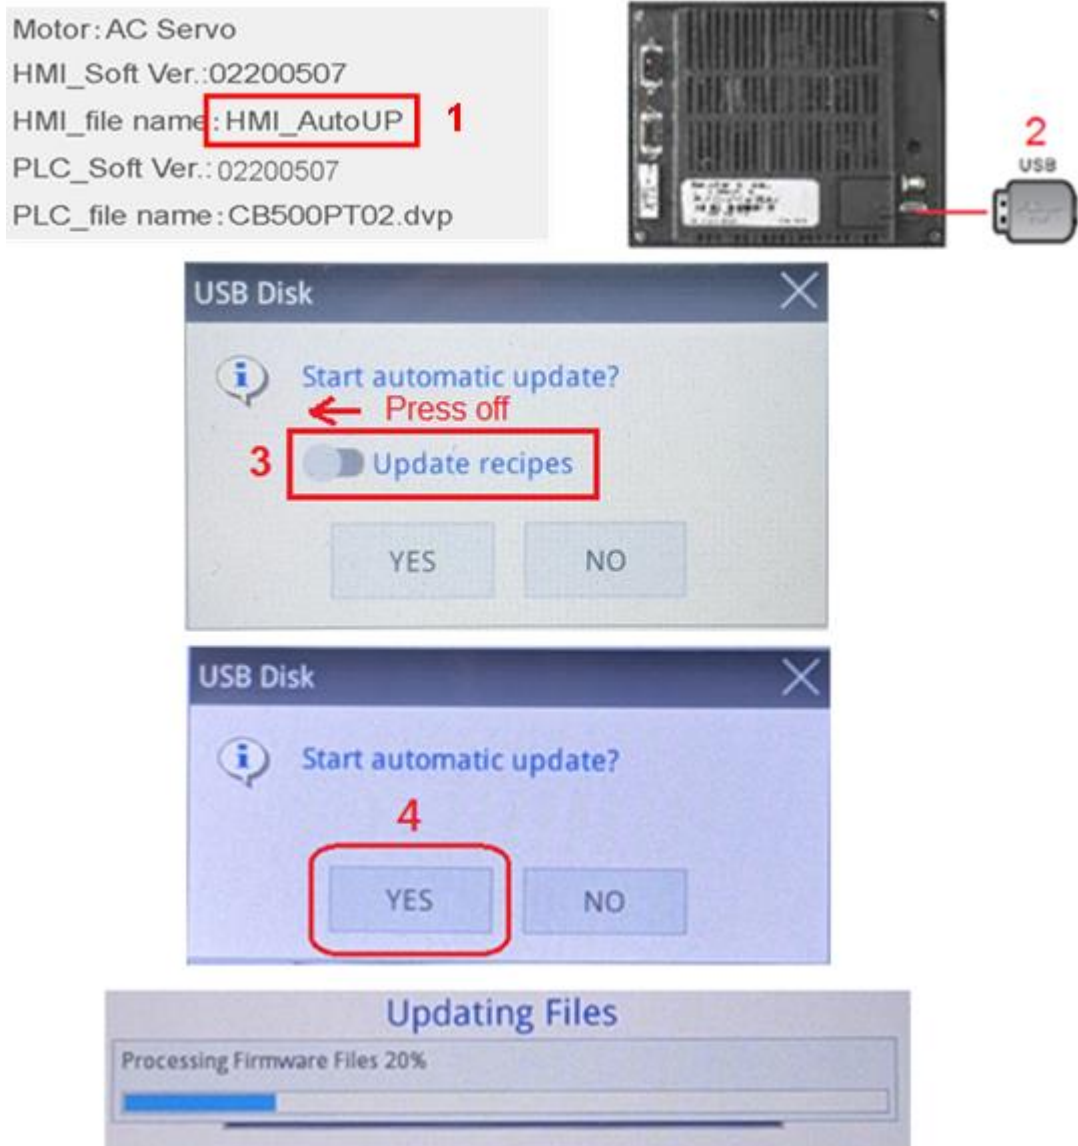 Motor: AC Servo
HMI_Soft Ver.:02200507
HMI_file name: HMI_AutoUP 1
PLC_Soft Ver.: 02200507
PLC_file name: CB500PT02.dvp
2
USB
USB Disk
Start automatic update?
← Press off
3 Update recipes
YES NO
USB Disk
Start automatic update?
4
YES NO
Updating Files
Processing Firmware Files 20%